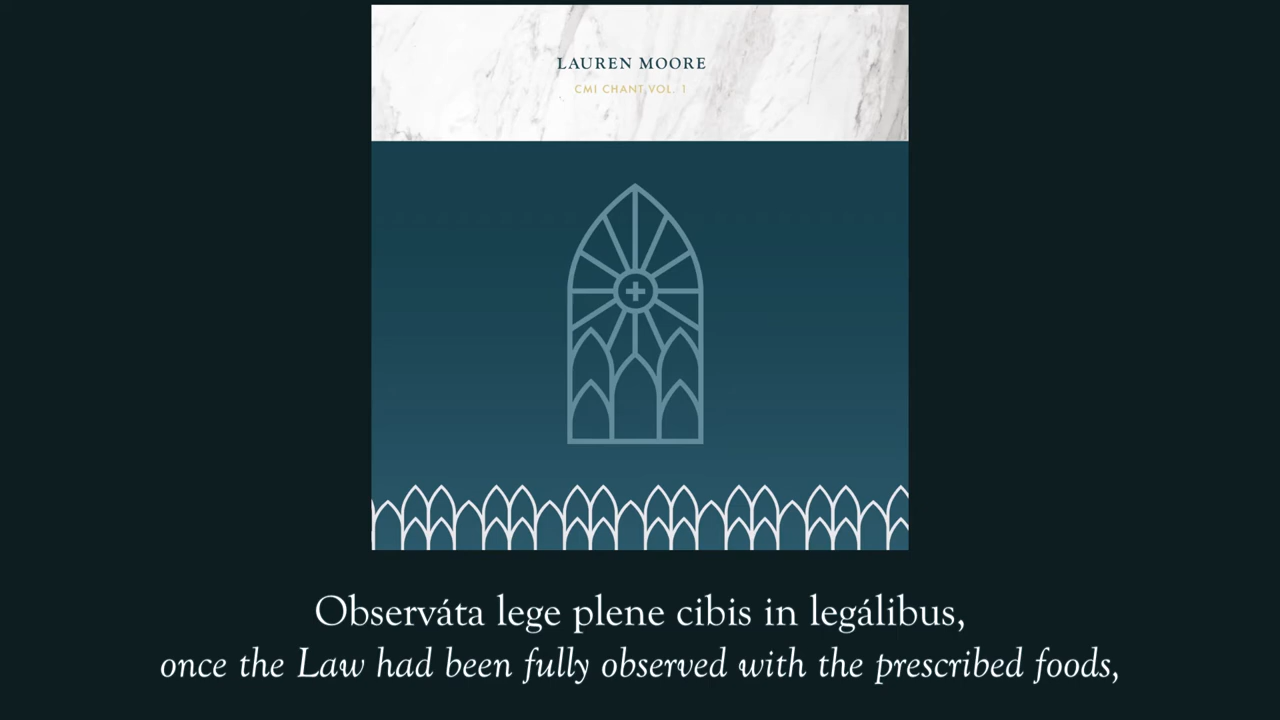 LAUREN MOORE
CMI CHANT VOL. 1
Observáta lege plene cibis in legálibus,
once the Law had been fully observed with the prescribed foods,